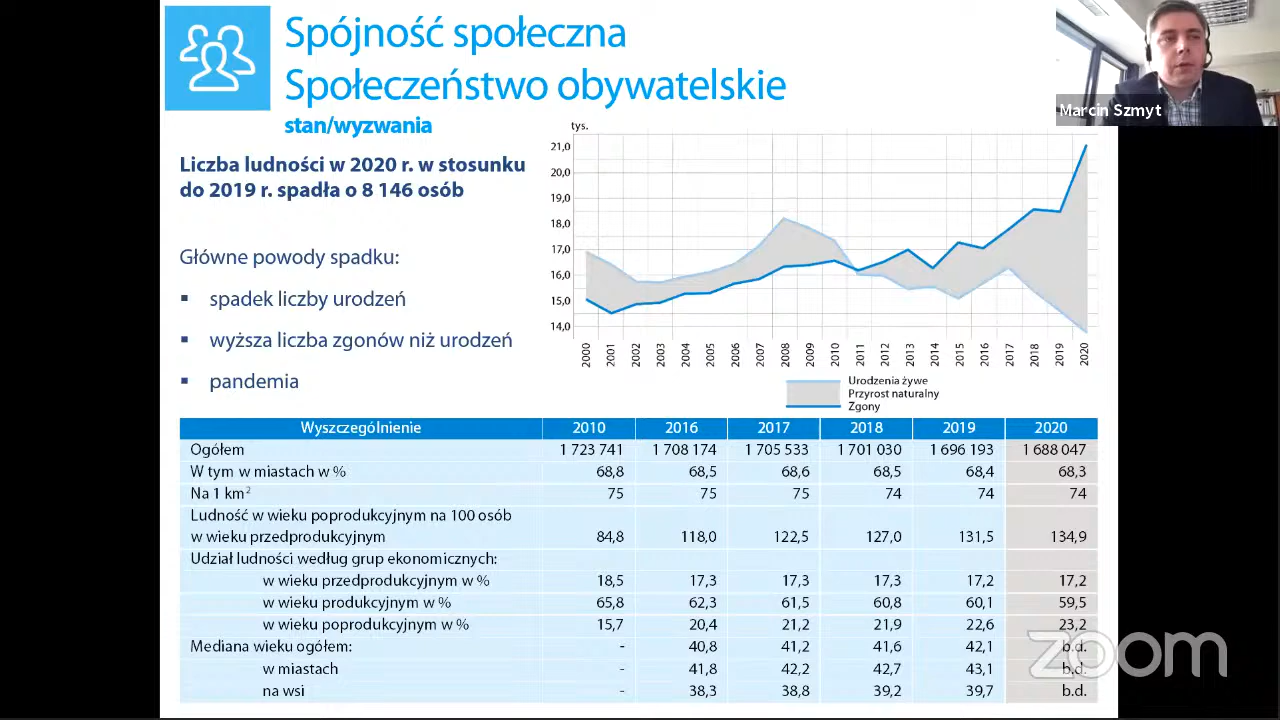 Spójność społeczna
Społeczeństwo obywatelskie
stan/wyzwania
Marcin Szmyt
Liczba ludności w 2020 r. w stosunku
do 2019 r. spadła o 8 146 osób
Główne powody spadku:
▪ spadek liczby urodzeń
▪ wyższa liczba zgonów niż urodzeń
▪ pandemia
tys.
21,0
20,0
19,0
18,0
17,0
16,0
15,0
14,0
2000 2001 2002 2003 2004 2005 2006 2007 2008 2009 2010 2011 2012 2013 2014 2015 2016 2017 2018 2019 2020
Urodzenia żywe
Przyrost naturalny
Zgony
Wyszczególnienie 2010 2016 2017 2018 2019 2020
Ogółem 1 723 741 1 708 174 1 705 533 1 701 030 1 696 193 1 688 047
W tym w miastach w % 68,8 68,5 68,6 68,5 68,4 68,3
Na 1 km² 75 75 75 74 74 74
Ludność w wieku poprodukcyjnym na 100 osób
w wieku przedprodukcyjnym 84,8 118,0 122,5 127,0 131,5 134,9
Udział ludności według grup ekonomicznych:
w wieku przedprodukcyjnym w % 18,5 17,3 17,3 17,3 17,2 17,2
w wieku produkcyjnym w % 65,8 62,3 61,5 60,8 60,1 59,5
w wieku poprodukcyjnym w % 15,7 20,4 21,2 21,9 22,6 23,2
Mediana wieku ogółem: - 40,8 41,2 41,6 42,1 b.d.
w miastach - 41,8 42,2 42,7 43,1 b.d.
na wsi - 38,3 38,8 39,2 39,7 b.d.
zoom